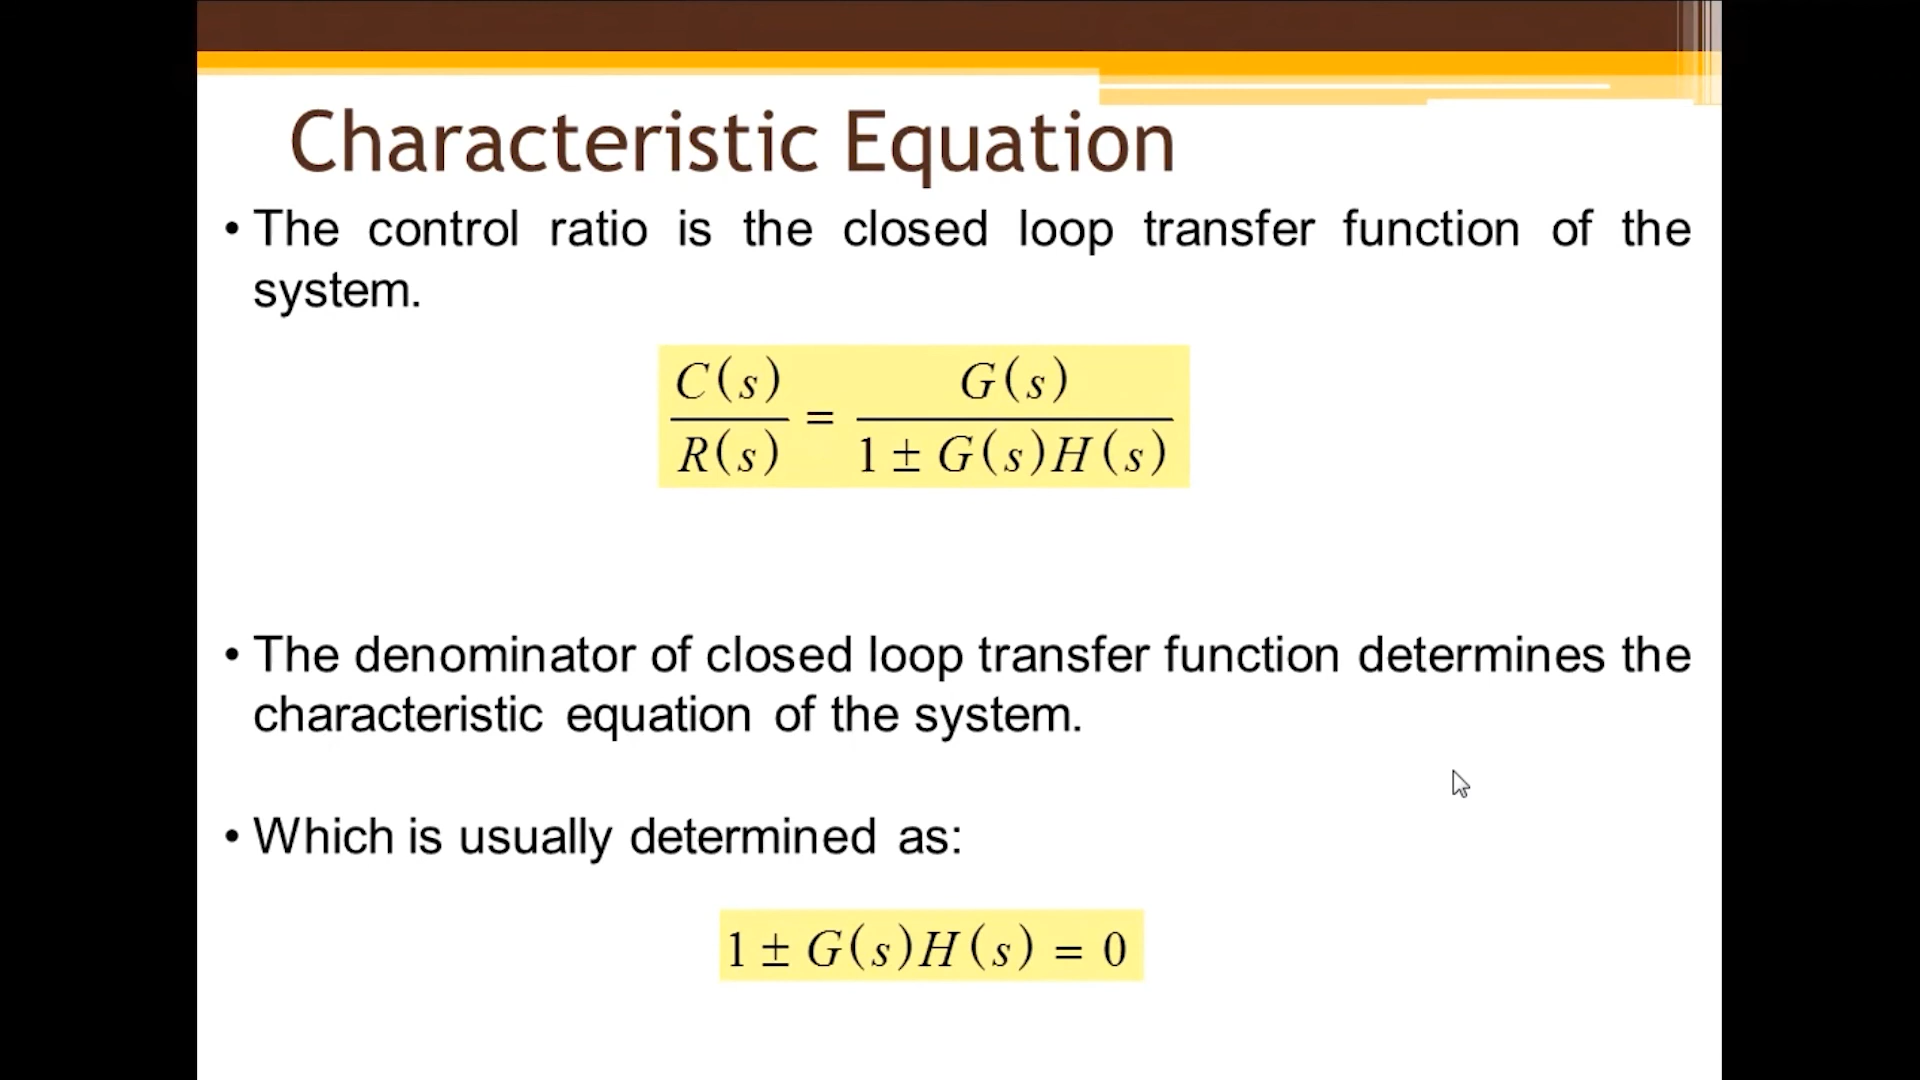 Characteristic Equation
• The control ratio is the closed loop transfer function of the
system.
C(s)/R(s) = G(s)/(1 ± G(s)H(s))
• The denominator of closed loop transfer function determines the
characteristic equation of the system.
• Which is usually determined as:
1 ± G(s)H(s) = 0